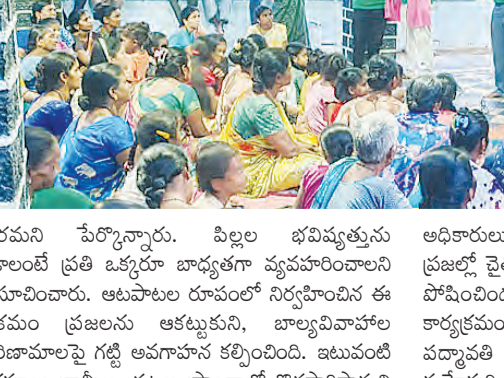 రమని పేర్కొన్నారు. పిల్లల భవిష్యత్తును
ాలంటే ప్రతి ఒక్కరూ బాధ్యతగా వ్యవహరించాలని
సూచించారు. ఆటపాటల రూపంలో నిర్వహించిన ఈ
క్రమం ప్రజలను ఆకట్టుకుని, బాల్యవివాహాల
రిణామాలపై గట్టి అవగాహన కల్పించింది. ఇటువంటి
అధికారులు
ప్రజల్లో చై
పోషించింద
కార్యక్రమం
పద్మావతి